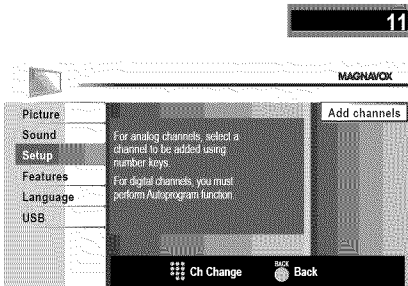 11
MAGNAVOX
Add channels
Picture
Sound
Setup
Features
Language
USB
For analog channels, select a
channel to be added using
number keys.
For digital channels, you must
perform Autoprogram function.
Ch Change
BACK
Back